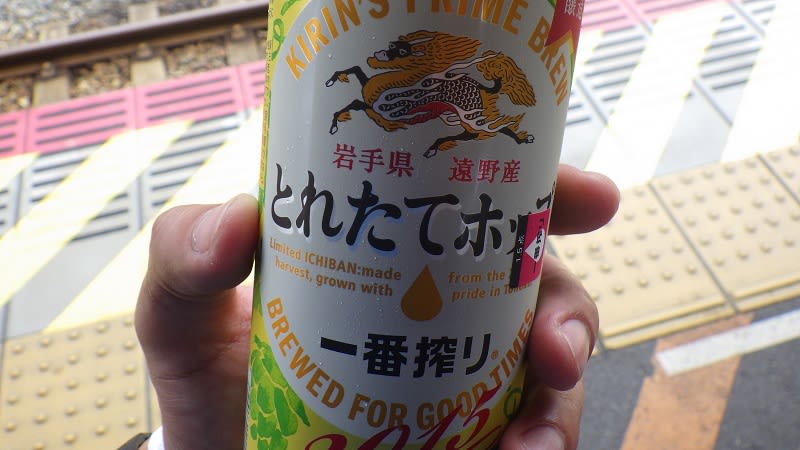 KIRIN'S PRIME BREW
岩手県 遠野産
とれたてホップ
Limited ICHIBAN:made
harvest, grown with
from the
pride in
一番搾り®
BREWED FOR GOOD TIMES
2015